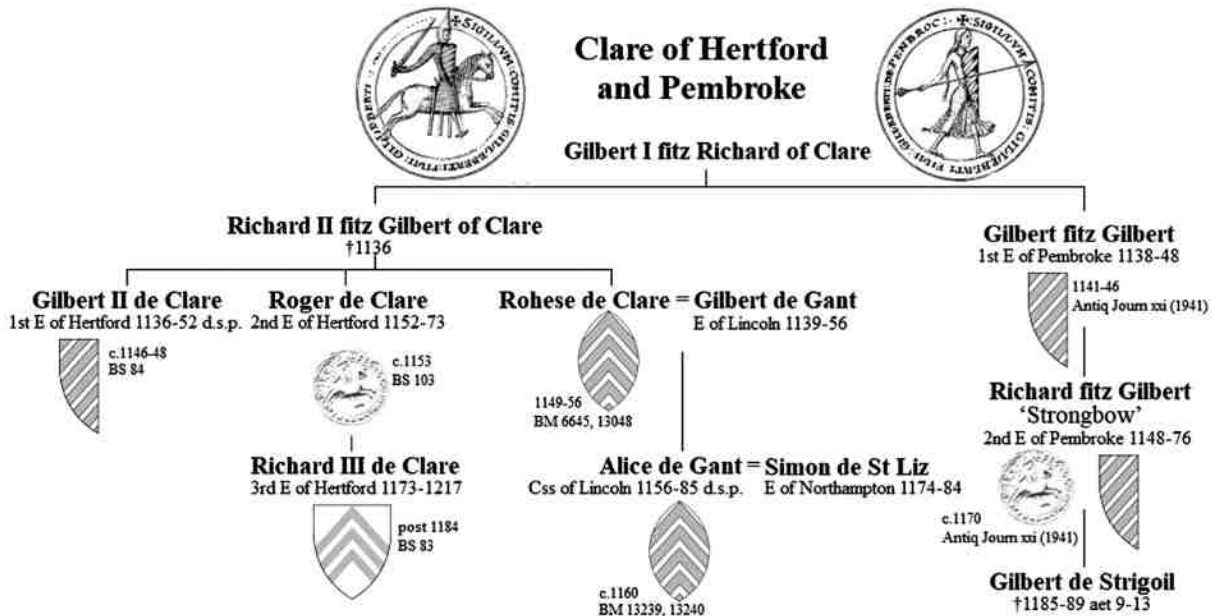 Clare of Hertford
and Pembroke
Gilbert I fitz Richard of Clare
Richard II fitz Gilbert of Clare
†1136
Gilbert fitz Gilbert
1st E of Pembroke 1138-48
1141-46
Antiq Journ xxi (1941)
Gilbert II de Clare
1st E of Hertford 1136-52 d.s.p.
c.1146-48
BS 84
Roger de Clare
2nd E of Hertford 1152-73
c.1153
BS 103
Rohese de Clare = Gilbert de Gant
E of Lincoln 1139-56
1149-56
BM 6645, 13048
Richard fitz Gilbert
'Strongbow'
2nd E of Pembroke 1148-76
c.1170
Antiq Journ xxi (1941)
Richard III de Clare
3rd E of Hertford 1173-1217
post 1184
BS 83
Alice de Gant = Simon de St Liz
Css of Lincoln 1156-85 d.s.p.
E of Northampton 1174-84
c.1160
BM 13239, 13240
Gilbert de Strigoil
†1185-89 aet 9-13